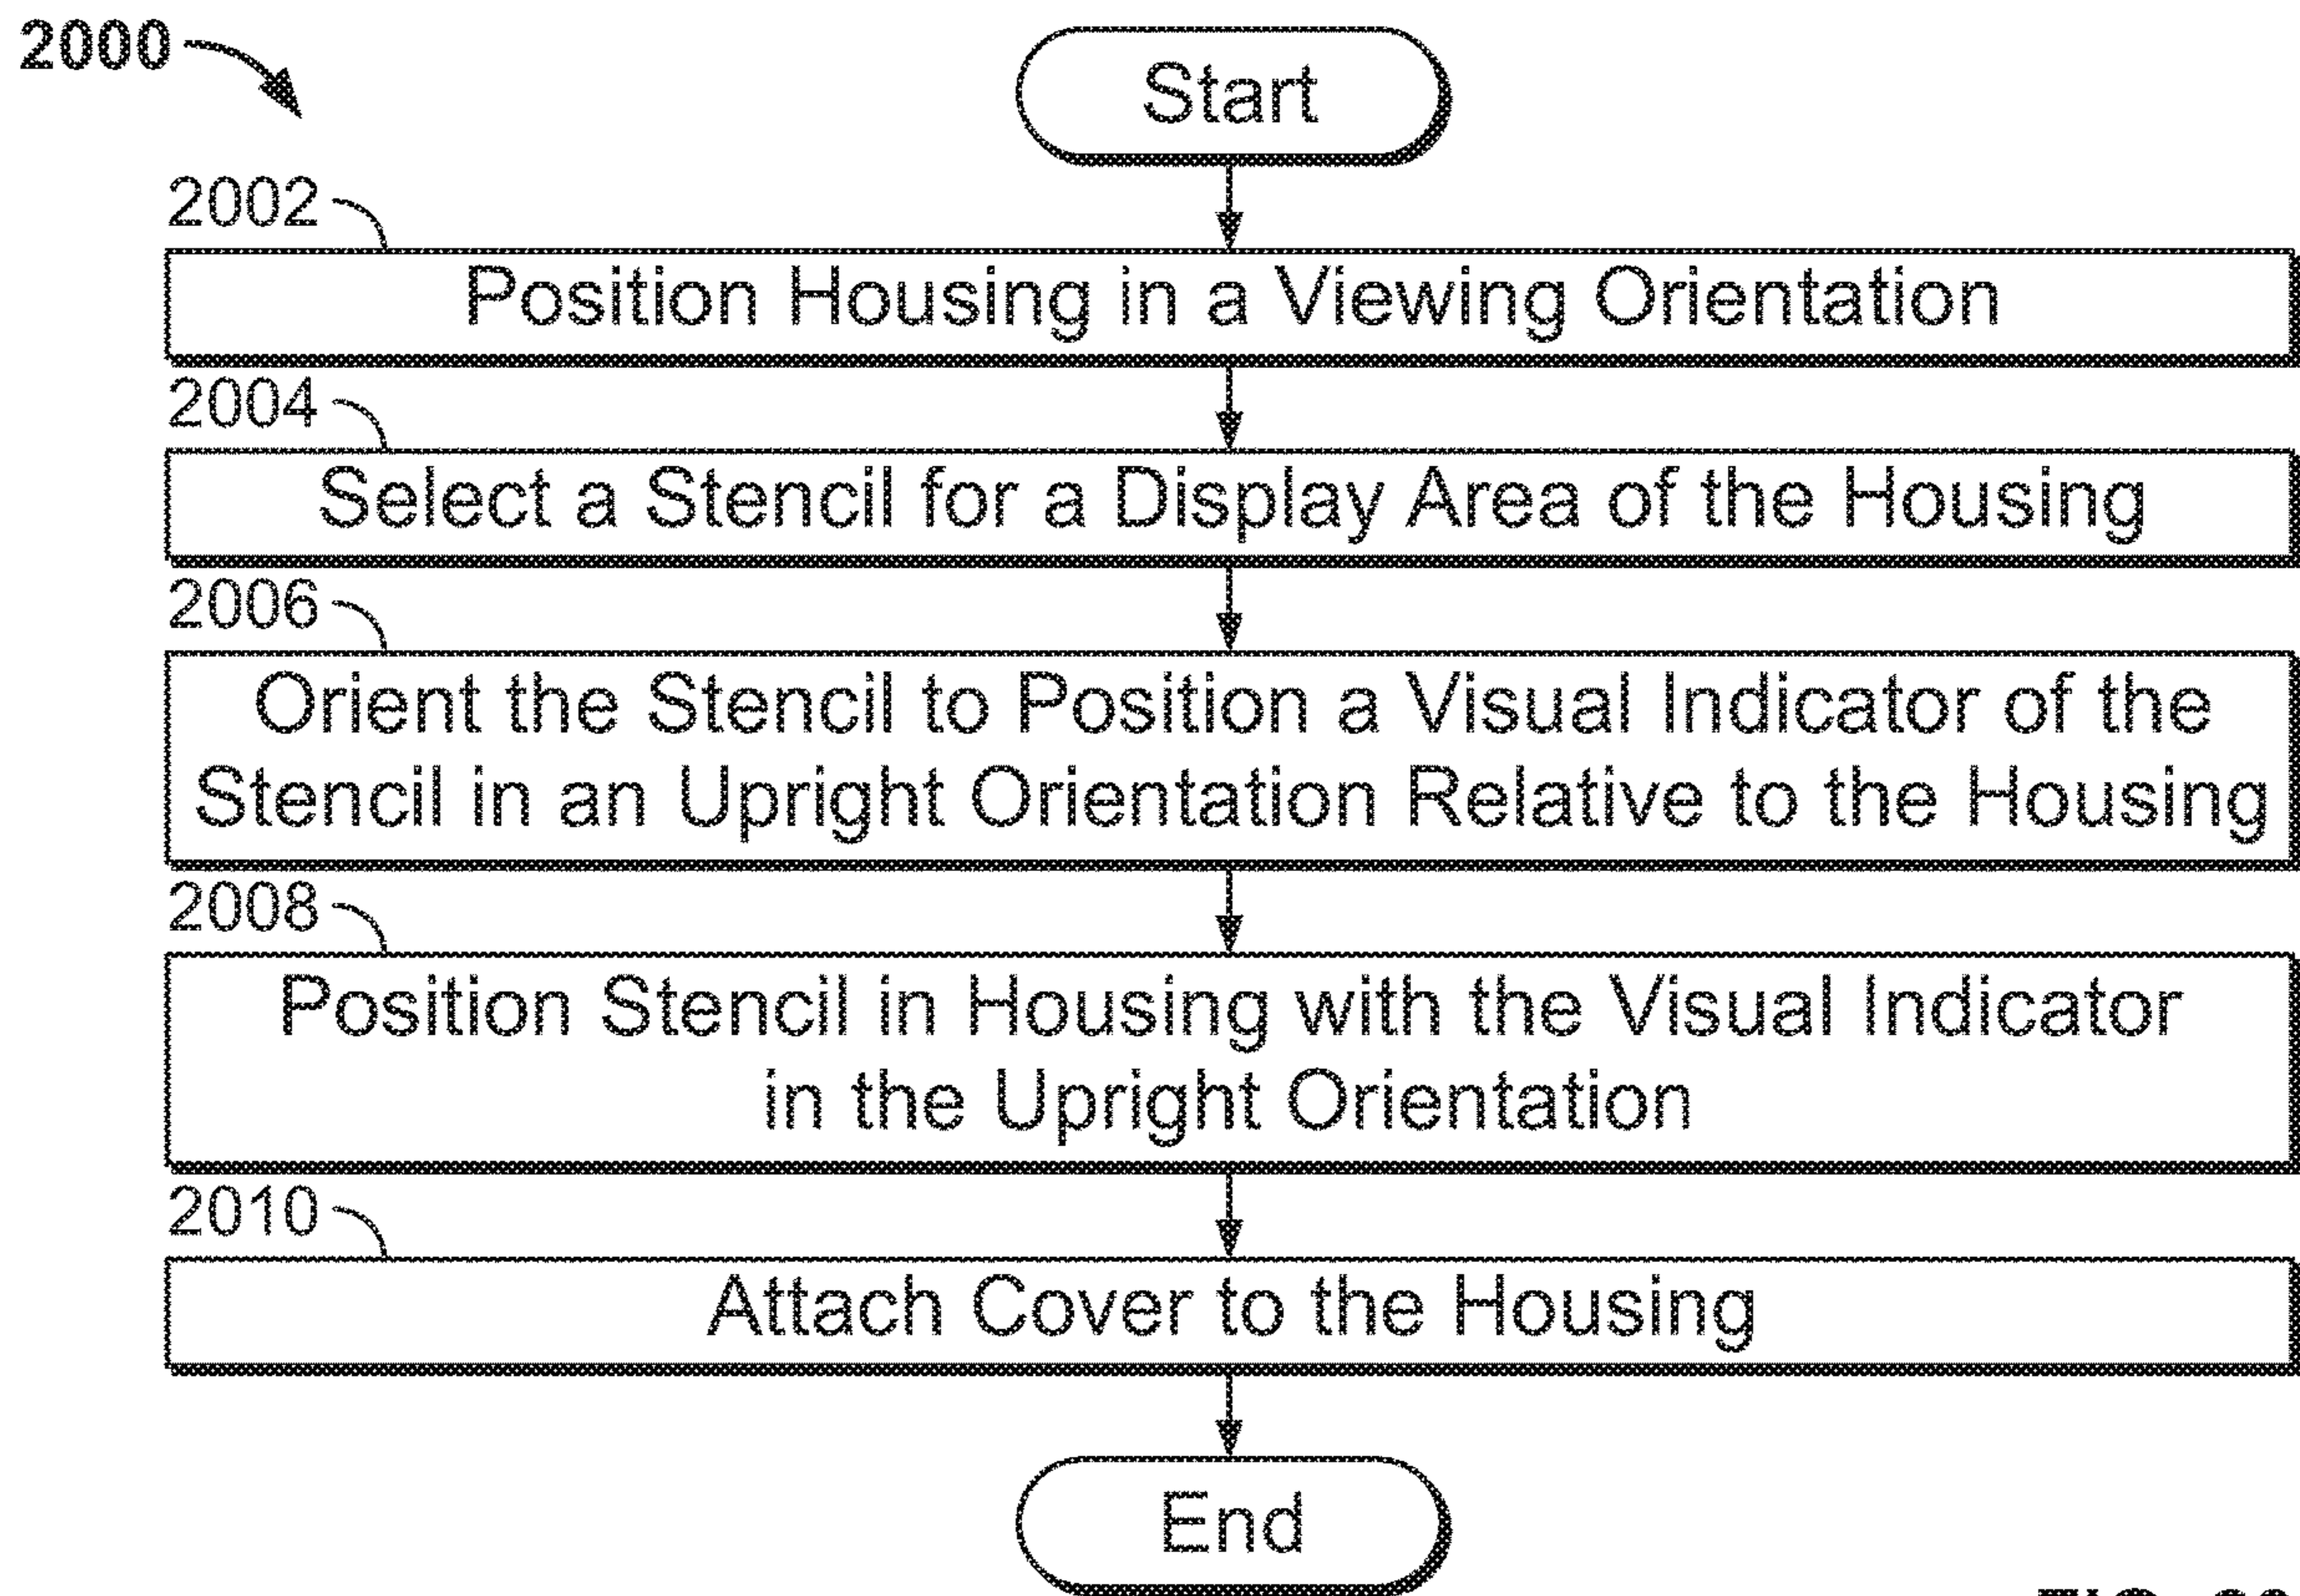 2000
Start
2002
Position Housing in a Viewing Orientation
2004
Select a Stencil for a Display Area of the Housing
2006
Orient the Stencil to Position a Visual Indicator of the
Stencil in an Upright Orientation Relative to the Housing
2008
Position Stencil in Housing with the Visual Indicator
in the Upright Orientation
2010
Attach Cover to the Housing
End